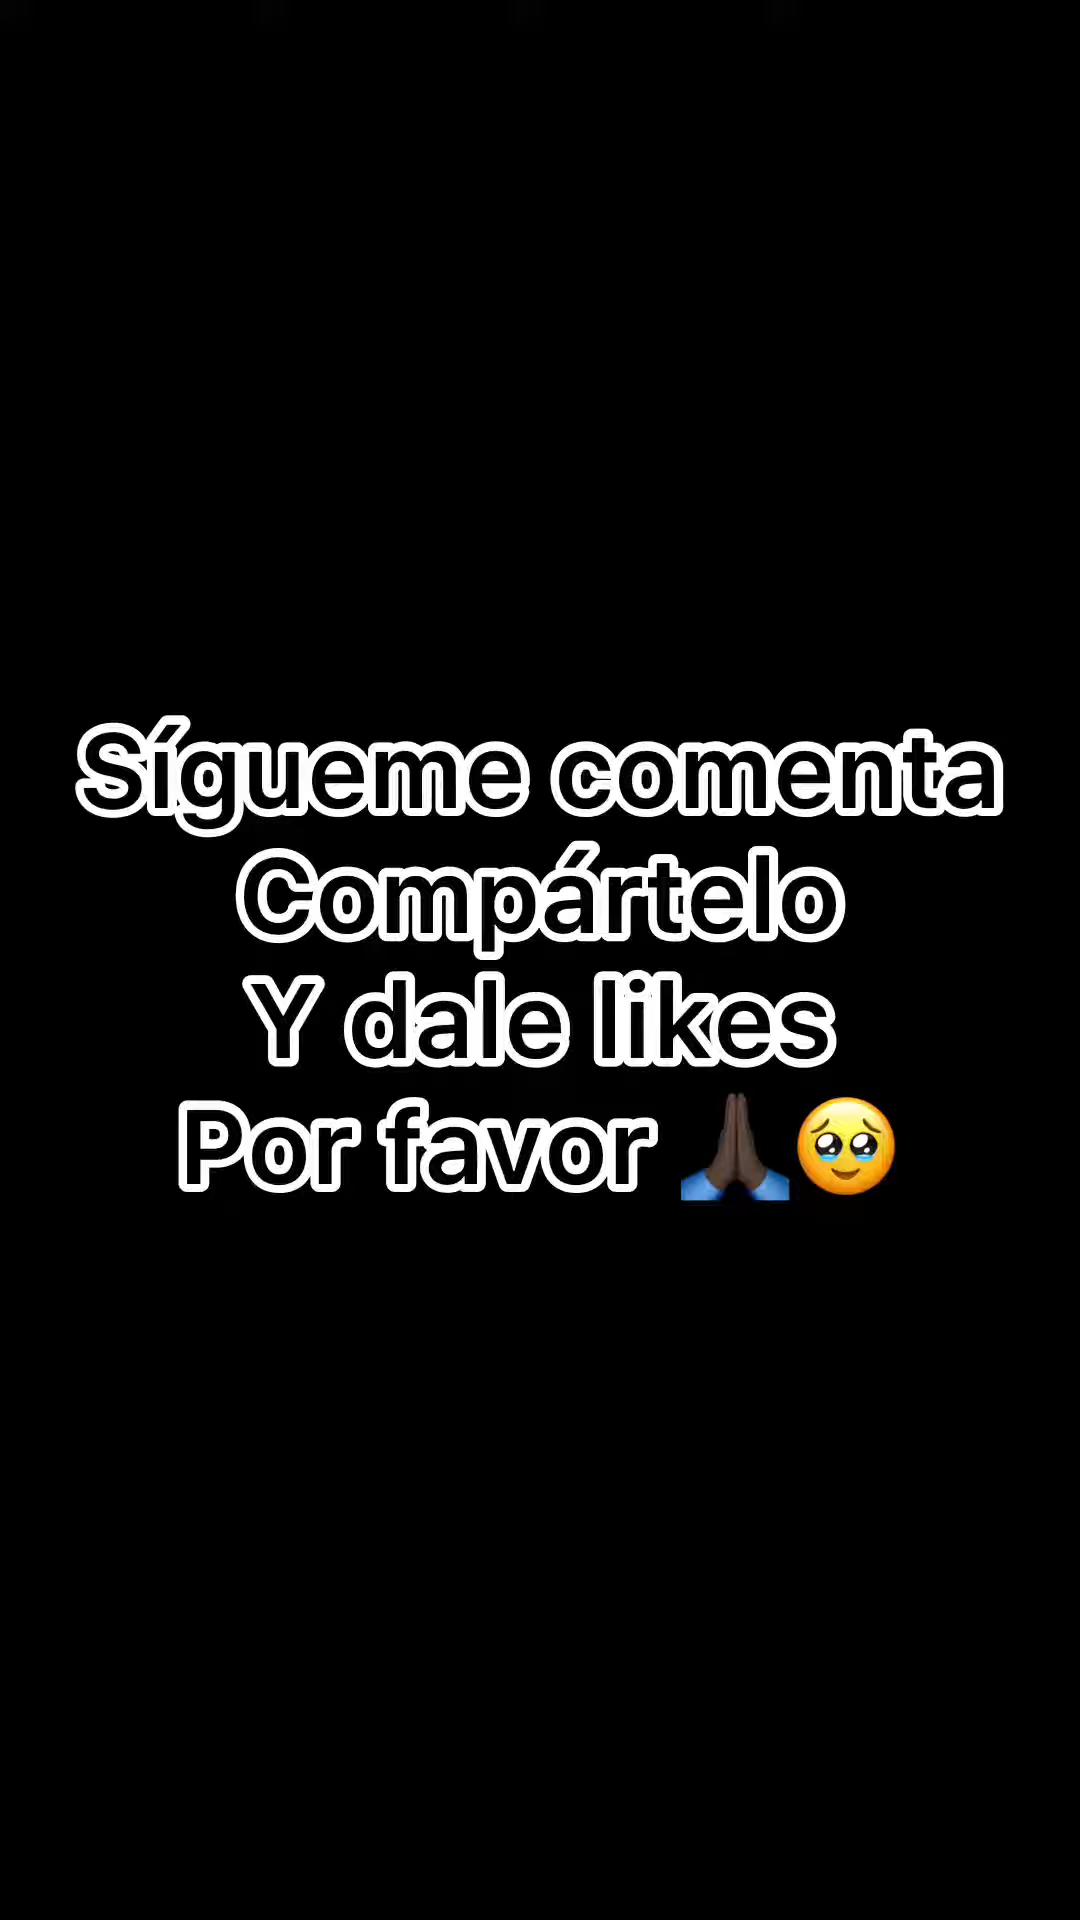 Sígueme comenta
Compártelo
Y dale likes
Por favor 🙏🏿🥹